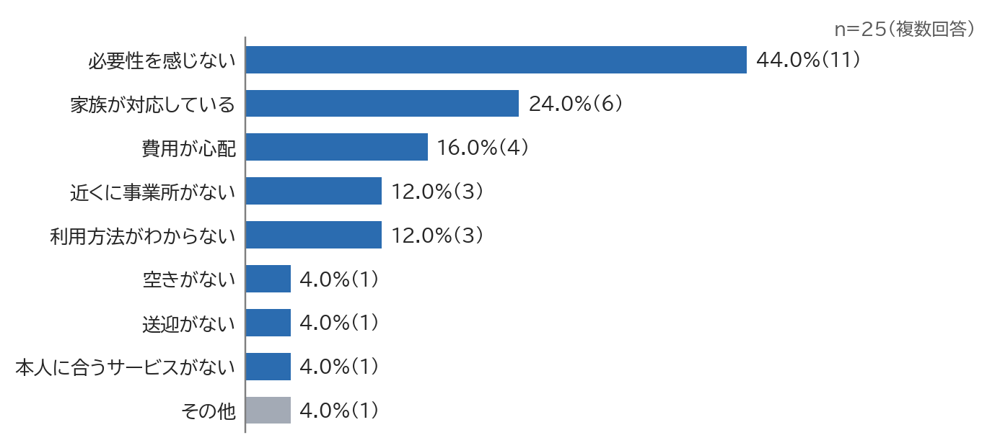 n=25（複数回答）
必要性を感じない 44.0%（11）
家族が対応している 24.0%（6）
費用が心配 16.0%（4）
近くに事業所がない 12.0%（3）
利用方法がわからない 12.0%（3）
空きがない 4.0%（1）
送迎がない 4.0%（1）
本人に合うサービスがない 4.0%（1）
その他 4.0%（1）